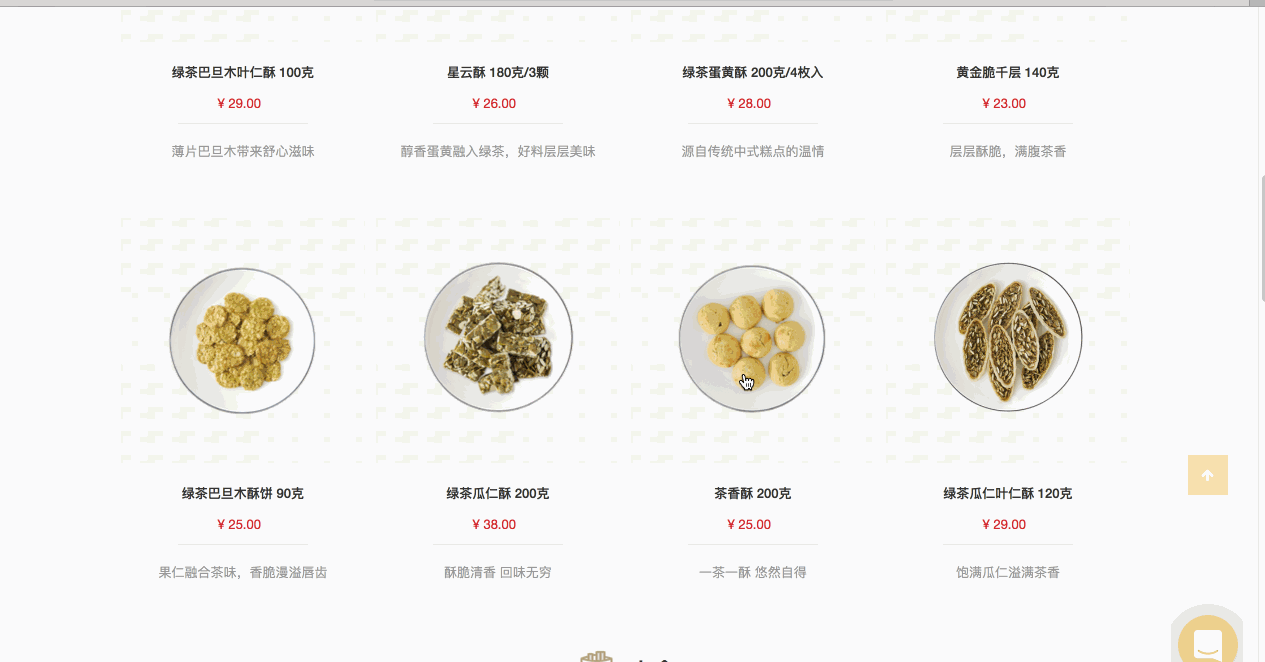 绿茶巴旦木叶仁酥 100克
¥ 29.00
薄片巴旦木带来舒心滋味
星云酥 180克/3颗
¥ 26.00
醇香蛋黄融入绿茶，好料层层美味
绿茶蛋黄酥 200克/4枚入
¥ 28.00
源自传统中式糕点的温情
黄金脆千层 140克
¥ 23.00
层层酥脆，满腹茶香
绿茶巴旦木酥饼 90克
¥ 25.00
果仁融合茶味，香脆漫溢唇齿
绿茶瓜仁酥 200克
¥ 38.00
酥脆清香 回味无穷
茶香酥 200克
¥ 25.00
一茶一酥 悠然自得
绿茶瓜仁叶仁酥 120克
¥ 29.00
饱满瓜仁溢满茶香